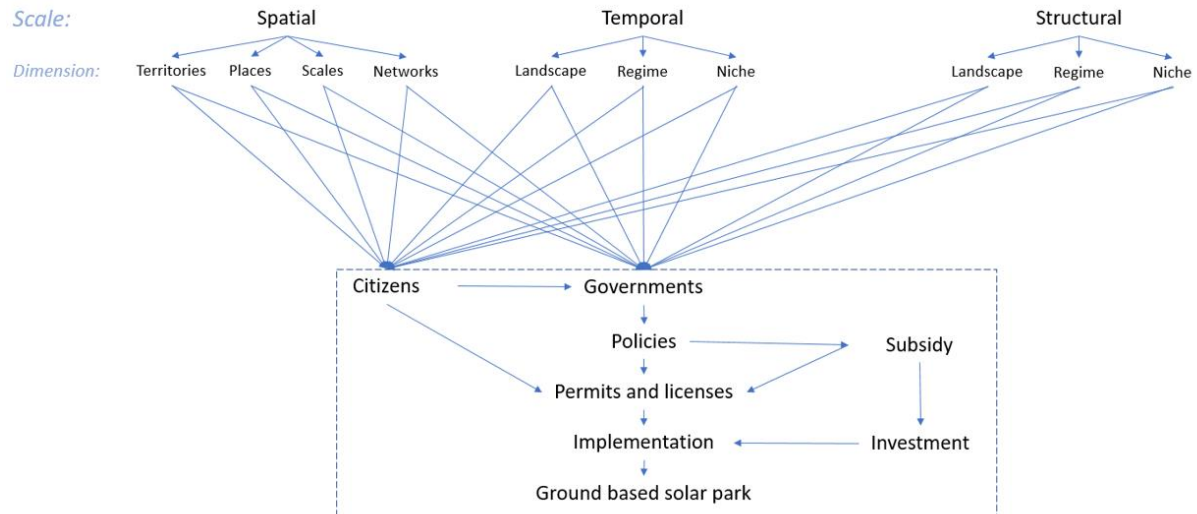 Scale: Spatial Temporal Structural
Dimension: Territories Places Scales Networks Landscape Regime Niche Landscape Regime Niche
Citizens Governments
Policies Subsidy
Permits and licenses
Implementation Investment
Ground based solar park